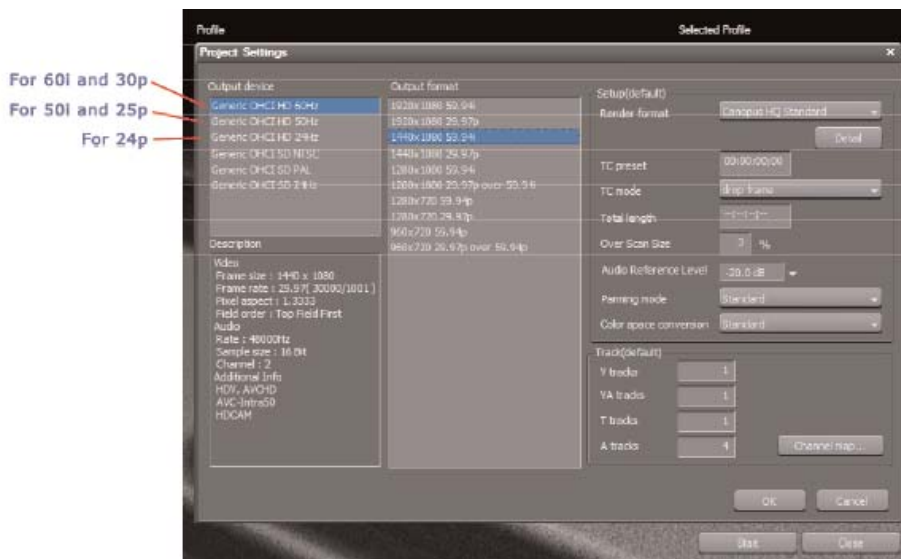 Profile
Selected Profile
Project Settings
For 60i and 30p
For 50i and 25p
For 24p
Output device
Generic OHCI HD 60Hz
Generic OHCI HD 50Hz
Generic OHCI HD 24Hz
Generic OHCI SD NTSC
Generic OHCI SD PAL
Generic OHCI SD 24Hz
Output format
1920x1080 59.94i
1920x1080 29.97p
1440x1080 59.94i
1440x1080 29.97p
1280x1080 59.94i
1280x1080 29.97p over 59.94i
1280x720 59.94p
1280x720 29.97p
960x720 59.94p
960x720 29.97p over 59.94p
Description
Video
Frame size : 1440 x 1080
Frame rate : 29.97( 30000/1001 )
Pixel aspect : 1.3333
Field order : Top Field First
Audio
Rate : 48000Hz
Sample size : 16 Bit
Channel : 2
Additional Info
HDV, AVCHD
AVC-Intra50
HDCAM
Setup(default)
Render format
Canopus HQ Standard
Detail
TC preset
00:00:00;00
TC mode
drop frame
Total length
--:--:--;--
Over Scan Size
%
Audio Reference Level
-20.0 dB
Panning mode
Standard
Color space conversion
Standard
Track(default)
V tracks
1
VA tracks
1
T tracks
1
A tracks
4
Channel map...
OK
Cancel
Start
Close